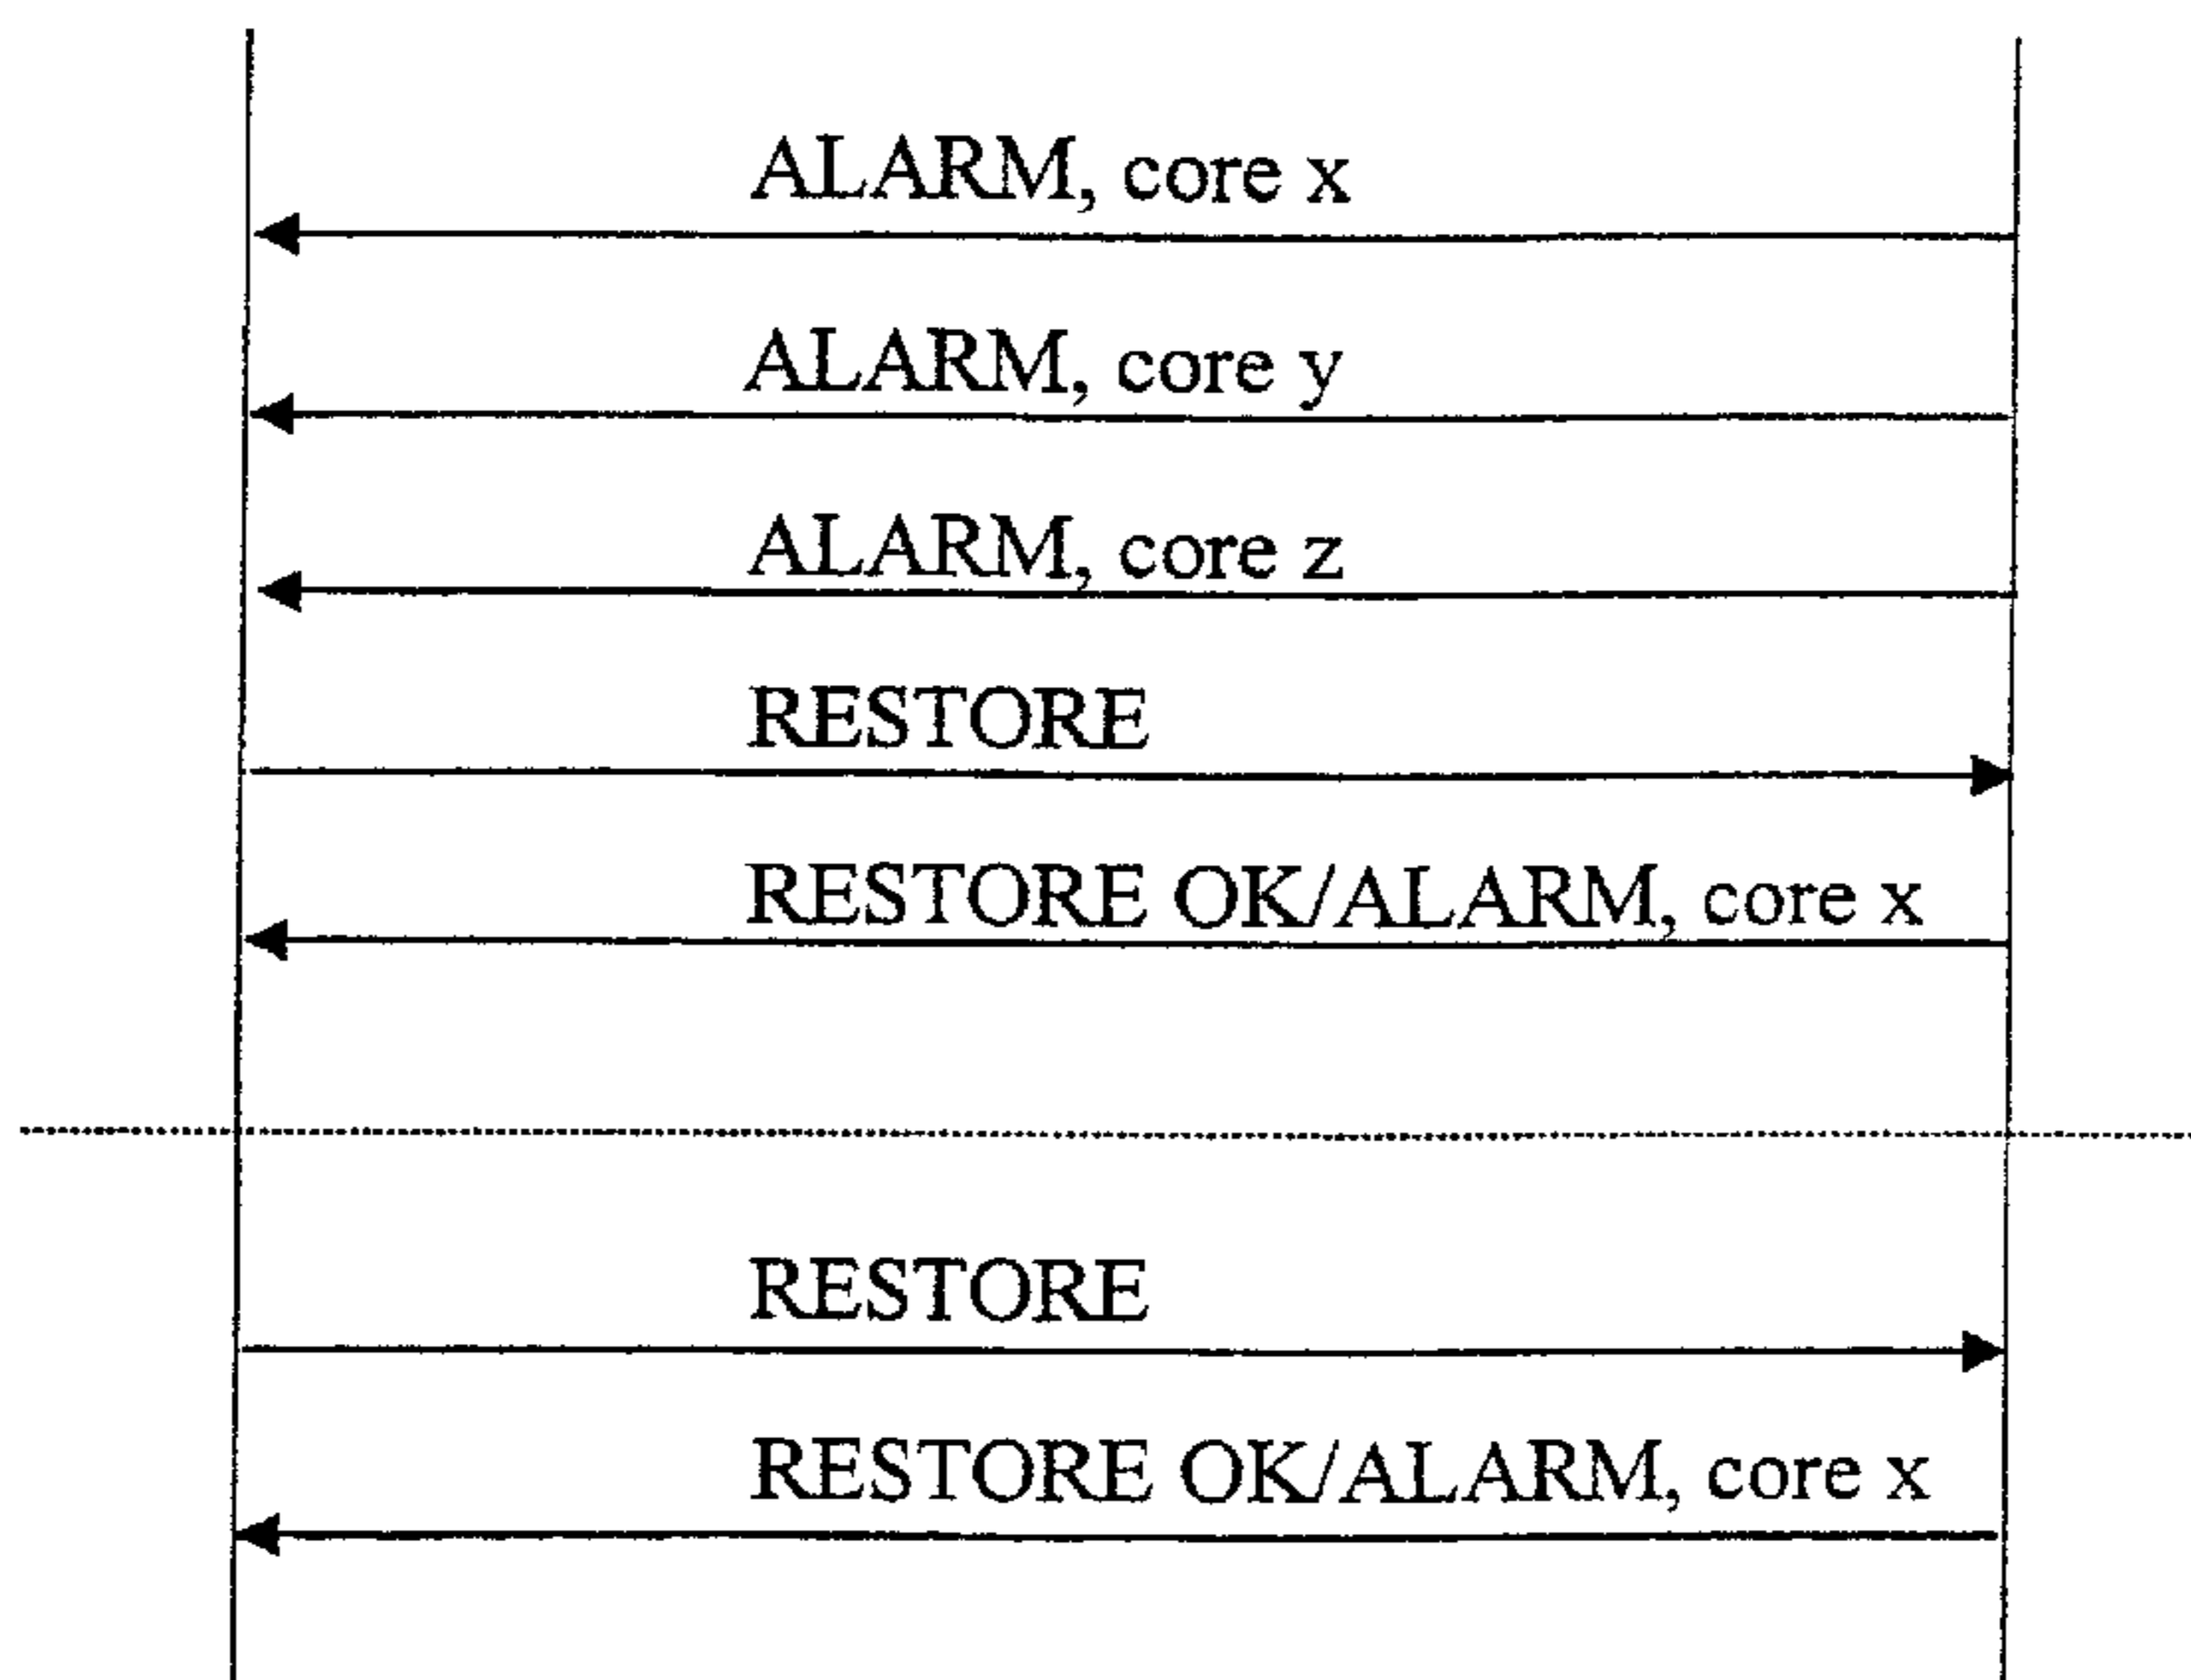 ALARM, core x
ALARM, core y
ALARM, core z
RESTORE
RESTORE OK/ALARM, core x
RESTORE
RESTORE OK/ALARM, core x